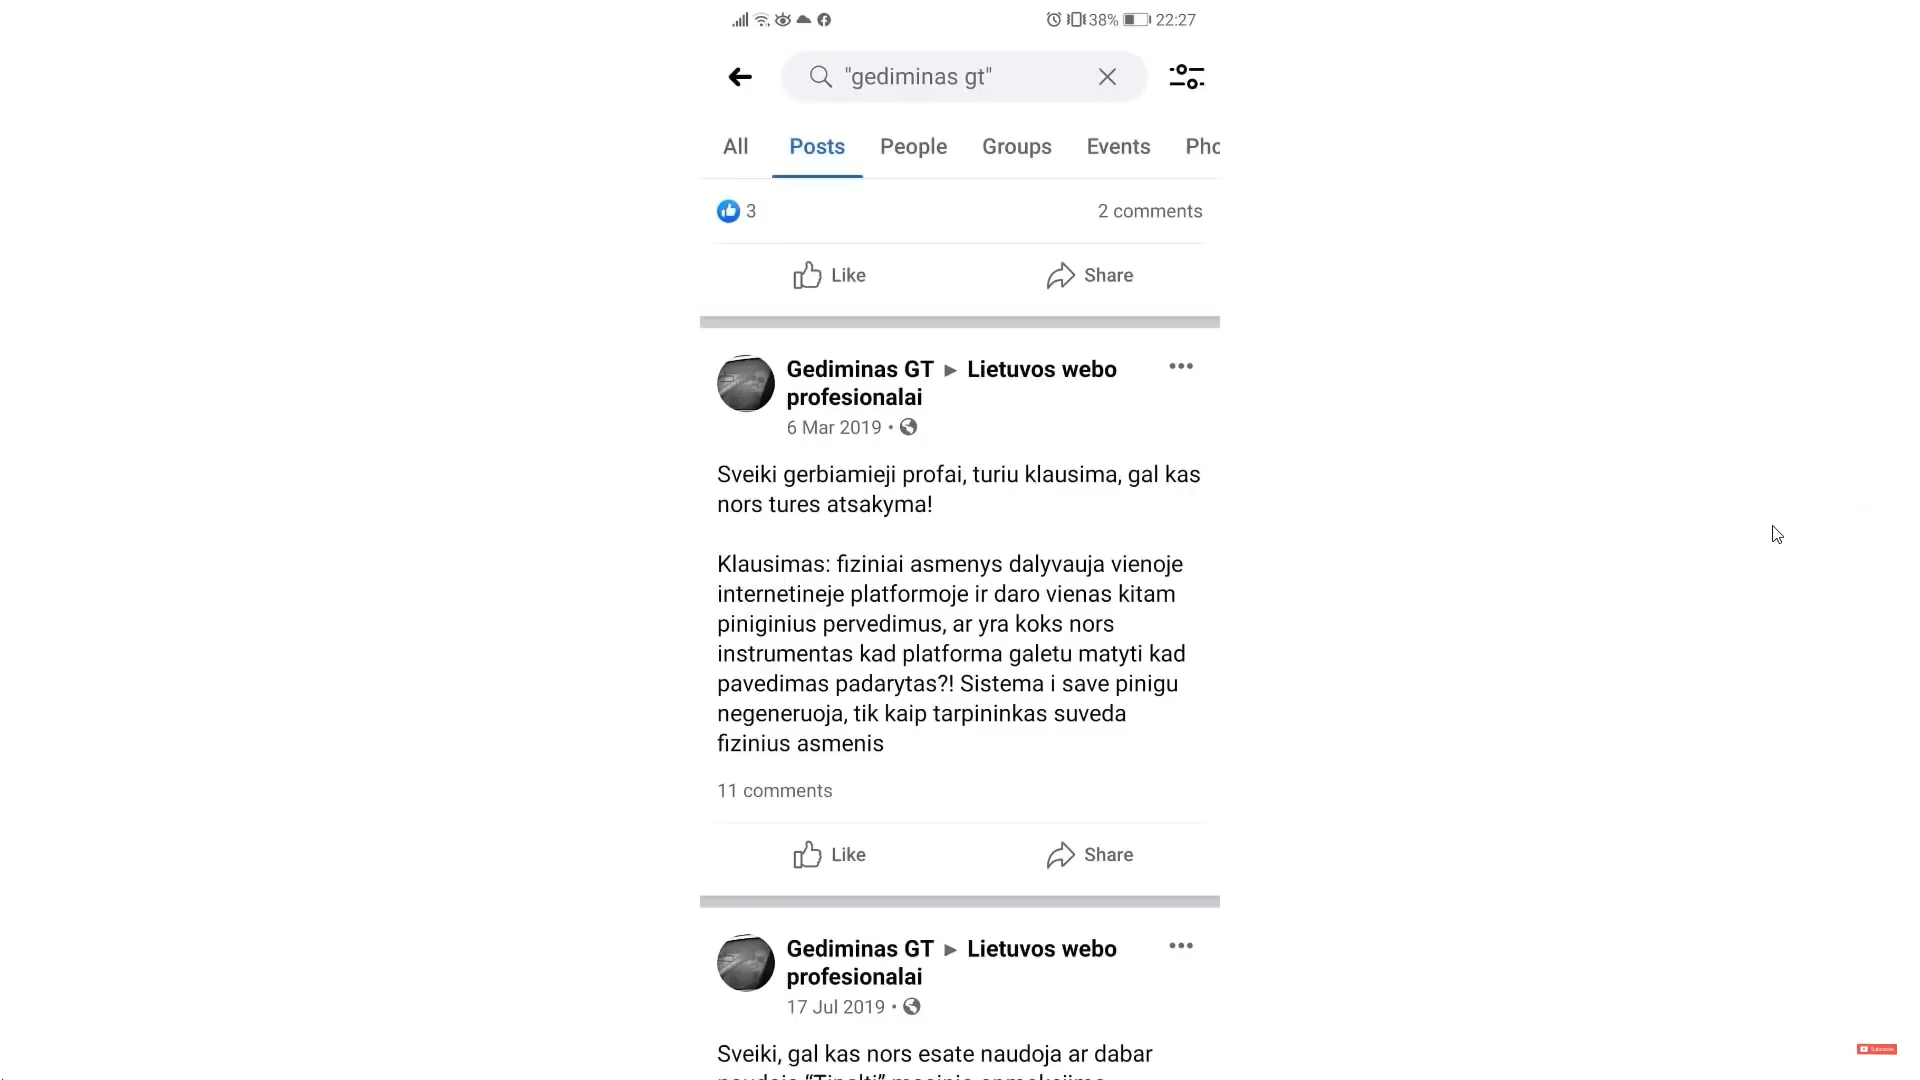 38% 22:27
"gediminas gt"
All Posts People Groups Events Pho
3 2 comments
Like Share
Gediminas GT ▸ Lietuvos webo
profesionalai
6 Mar 2019 •
Sveiki gerbiamieji profai, turiu klausima, gal kas
nors tures atsakyma!
Klausimas: fiziniai asmenys dalyvauja vienoje
internetineje platformoje ir daro vienas kitam
piniginius pervedimus, ar yra koks nors
instrumentas kad platforma galetu matyti kad
pavedimas padarytas?! Sistema i save pinigu
negeneruoja, tik kaip tarpininkas suveda
fizinius asmenis
11 comments
Like Share
Gediminas GT ▸ Lietuvos webo
profesionalai
17 Jul 2019 •
Sveiki, gal kas nors esate naudoja ar dabar
Subscribe